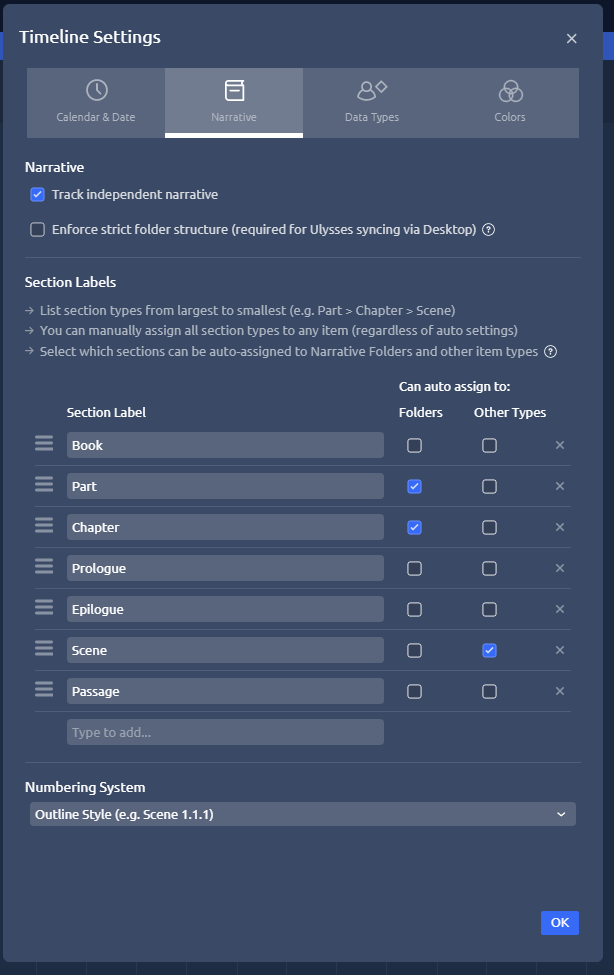 Timeline Settings
Calendar & Date
Narrative
Data Types
Colors
Narrative
Track independent narrative
Enforce strict folder structure (required for Ulysses syncing via Desktop) ?
Section Labels
→ List section types from largest to smallest (e.g. Part > Chapter > Scene)
→ You can manually assign all section types to any item (regardless of auto settings)
→ Select which sections can be auto-assigned to Narrative Folders and other item types ?
Can auto assign to:
Section Label Folders Other Types
Book
Part
Chapter
Prologue
Epilogue
Scene
Passage
Type to add...
Numbering System
Outline Style (e.g. Scene 1.1.1)
OK